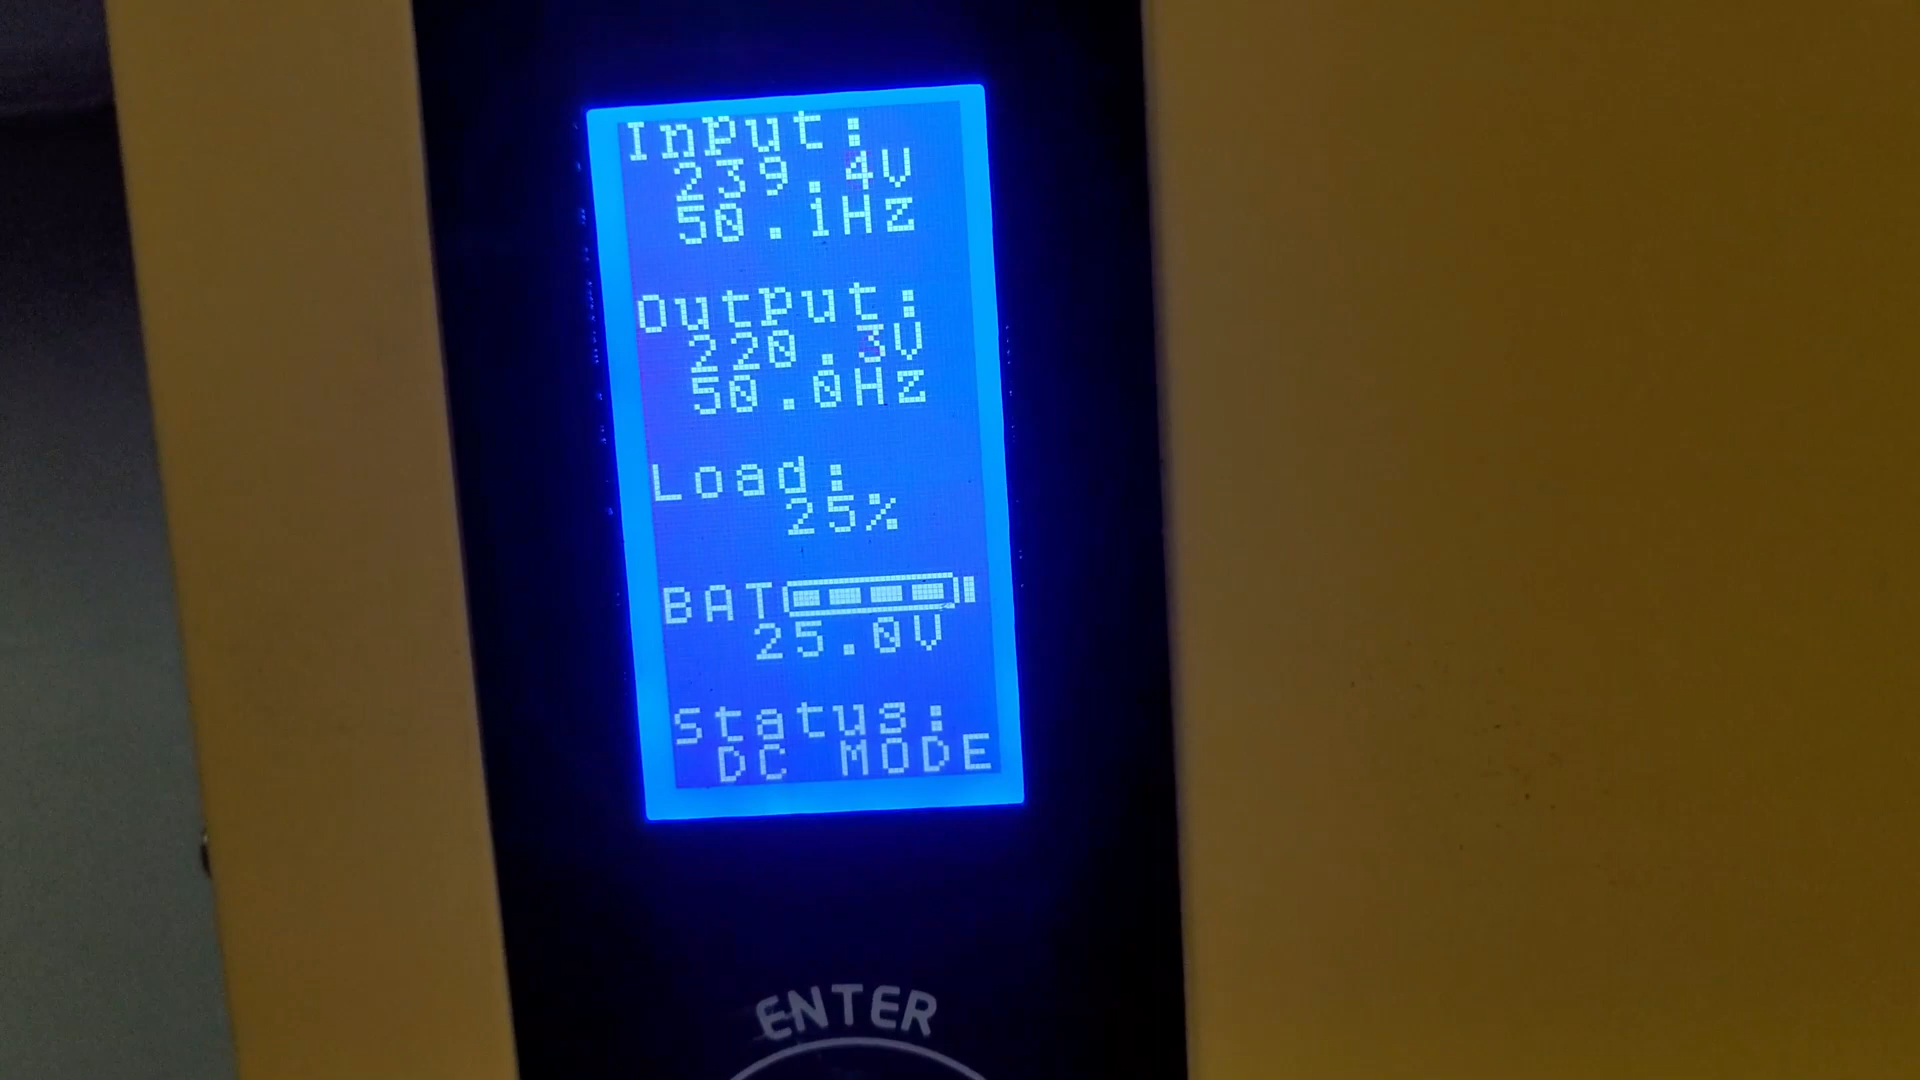 Input:
239.4V
50.1Hz
Output:
220.3V
50.0Hz
Load:
25%
BAT
25.0V
Status:
DC MODE
ENTER